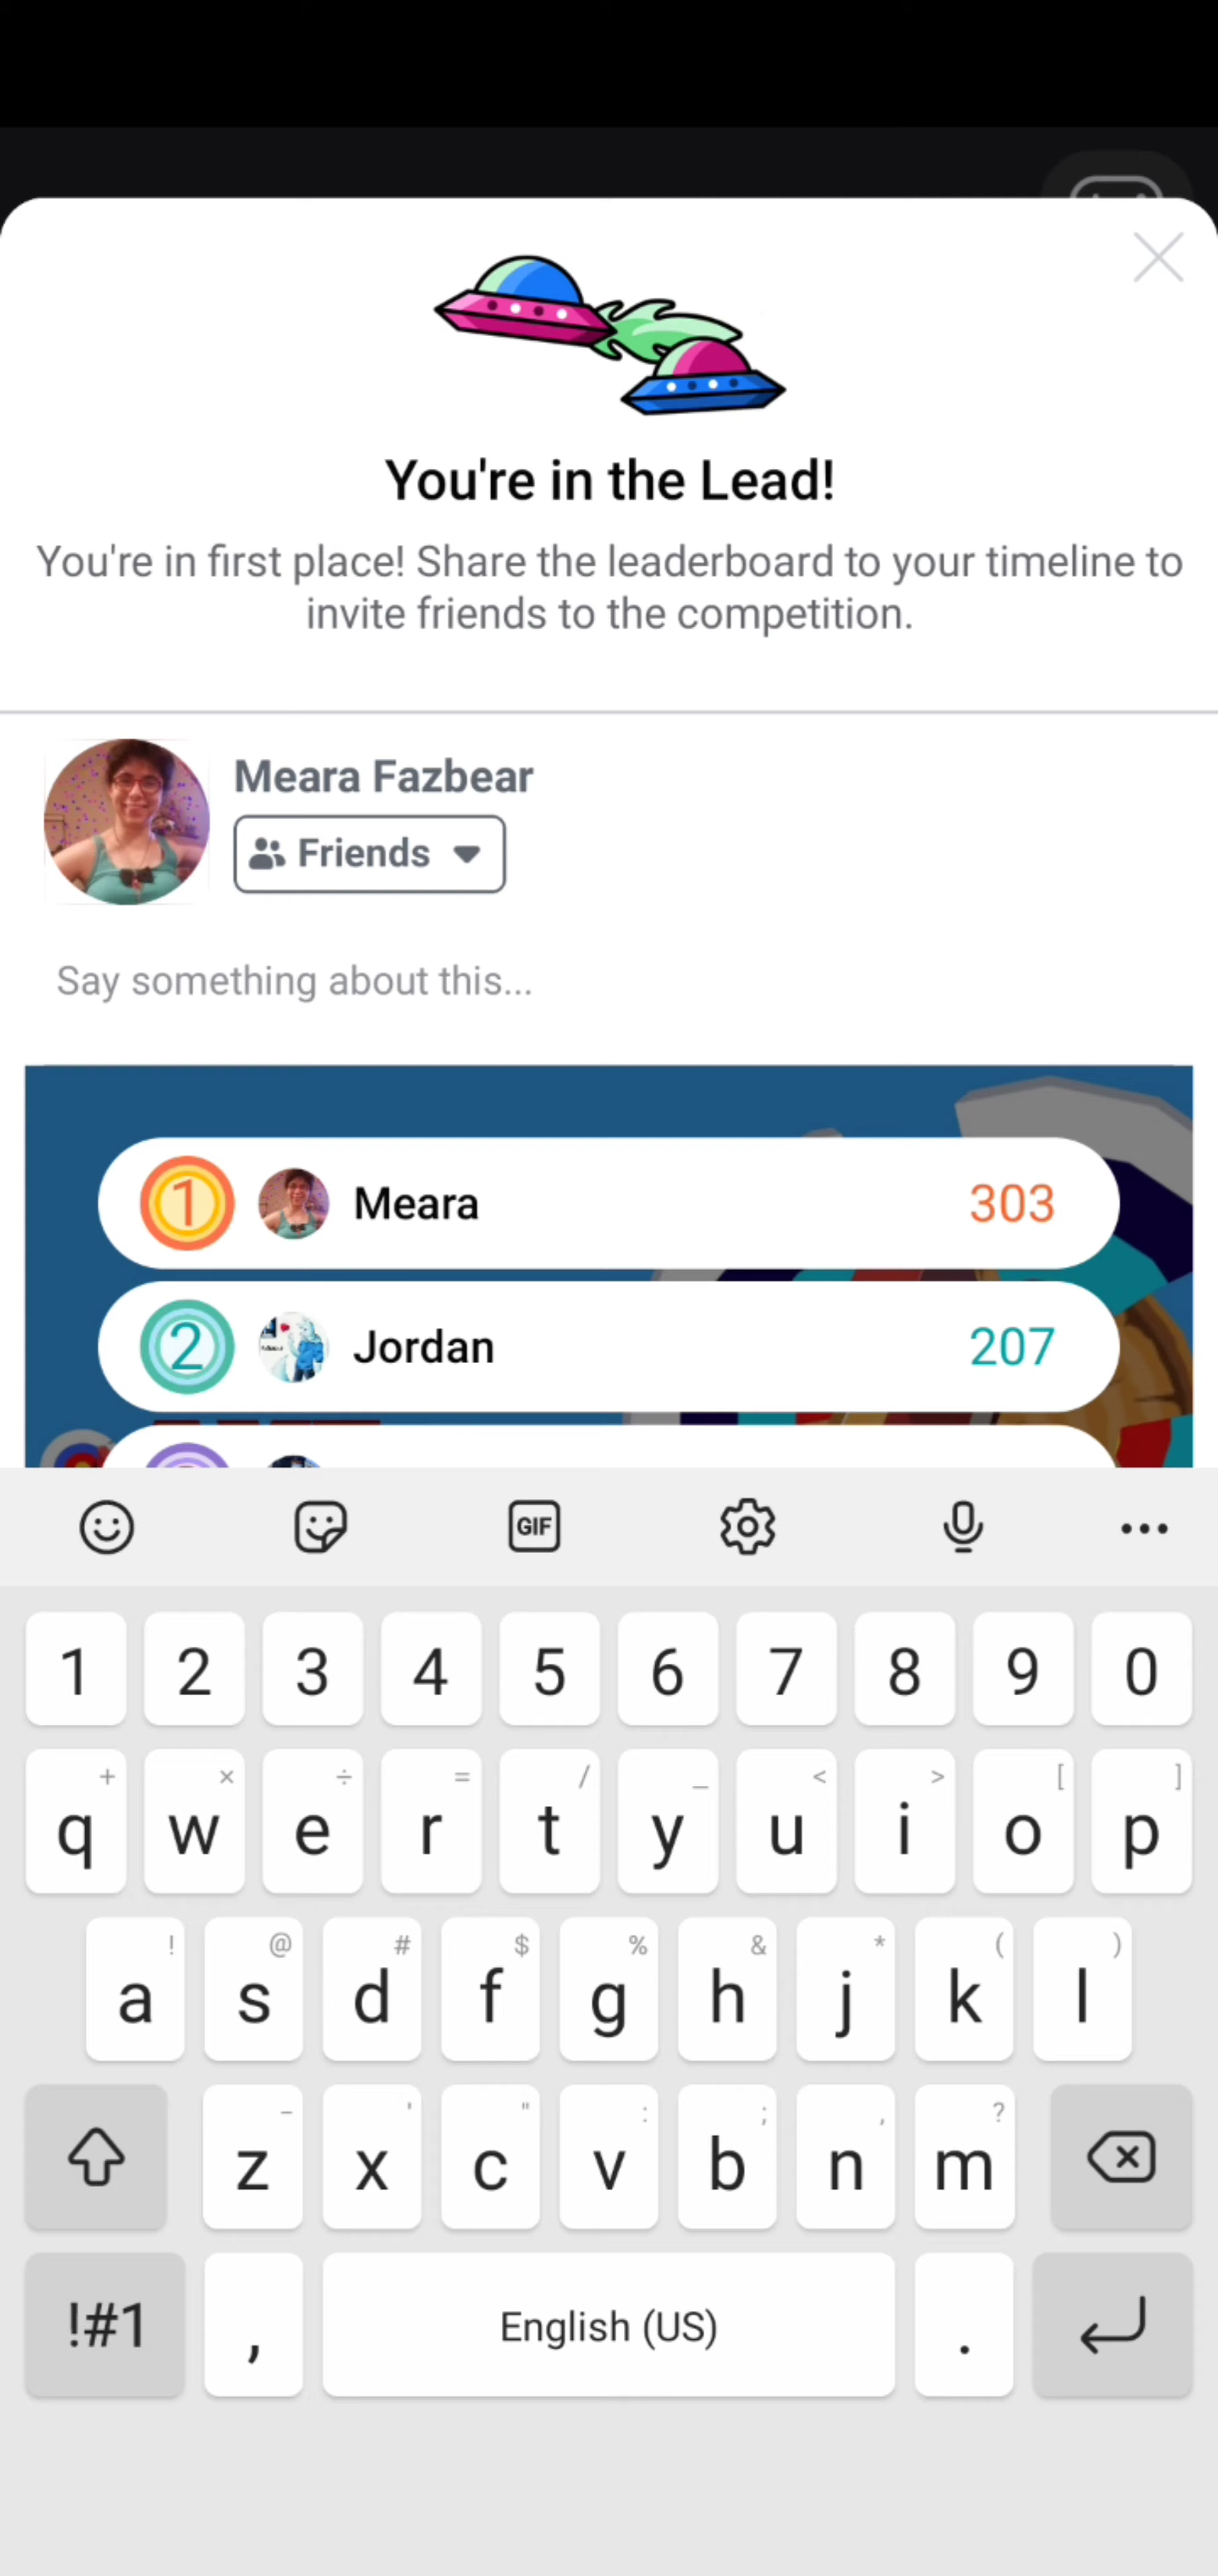 You're in the Lead!
You're in first place! Share the leaderboard to your timeline to
invite friends to the competition.
Meara Fazbear
Friends
Say something about this...
1 Meara 303
2 Jordan 207
GIF
1 2 3 4 5 6 7 8 9 0
+ × ÷ = / _ < > [ ]
q w e r t y u i o p
! @ # $ % & * ( )
a s d f g h j k l
- ' " : ; , ?
z x c v b n m
!#1 , English (US) .